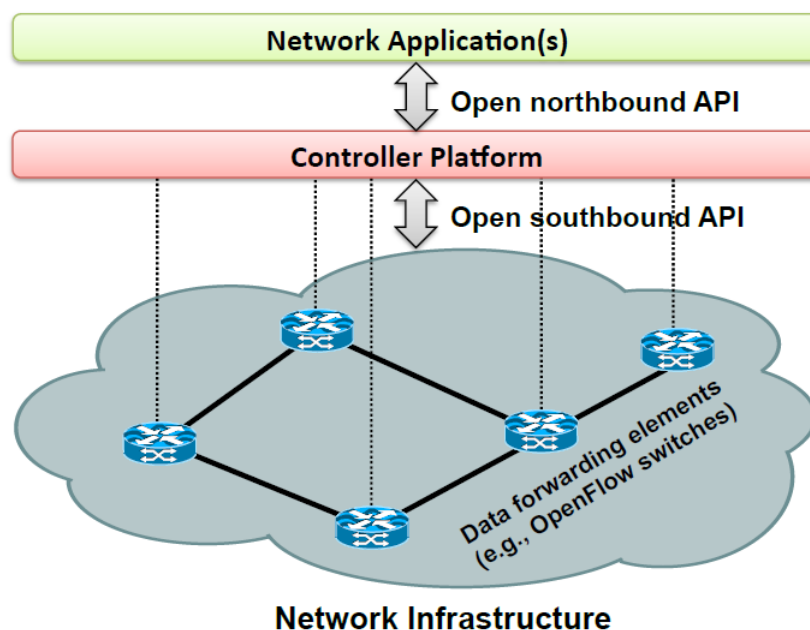 Network Application(s)
Open northbound API
Controller Platform
Open southbound API
Data forwarding elements
(e.g., OpenFlow switches)
Network Infrastructure